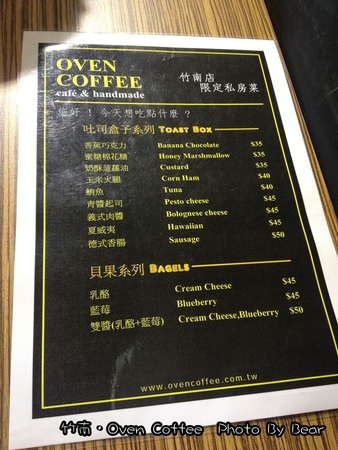 OVEN
COFFEE
café & handmade
竹南店
限定私房菜
您好！今天想吃點什麼？
吐司盒子系列 TOAST BOX
香蕉巧克力 Banana Chocolate $35
蜜糖棉花糖 Honey Marshmallow $35
奶酥菠蘿油 Custard $35
玉米火腿 Corn Ham $40
鮪魚 Tuna $40
青醬起司 Pesto cheese $45
義式肉醬 Bolognese cheese $45
夏威夷 Hawaiian $45
德式香腸 Sausage $50
貝果系列 BAGELS
乳酪 Cream Cheese $45
藍莓 Blueberry $45
雙醬(乳酪+藍莓) Cream Cheese,Blueberry $50
www.ovencoffee.com.tw
竹南・Oven Coffee Photo By Bear